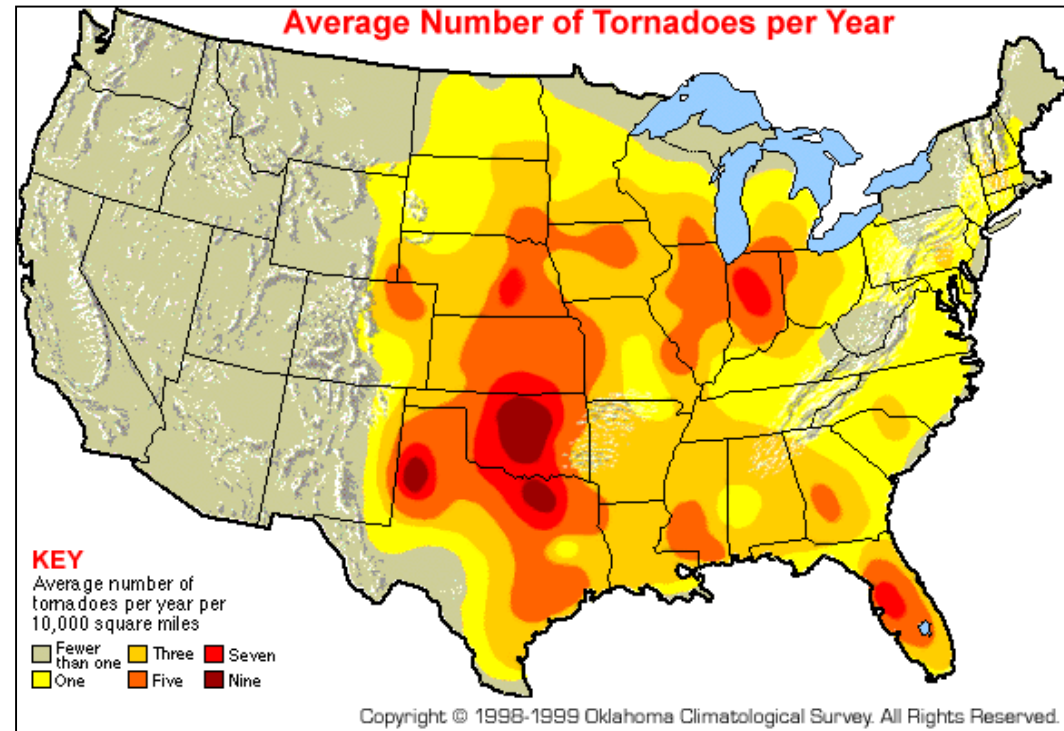 Average Number of Tornadoes per Year
KEY
Average number of
tornadoes per year per
10,000 square miles
Fewer
than one
Three
Seven
One
Five
Nine
Copyright © 1998-1999 Oklahoma Climatological Survey. All Rights Reserved.